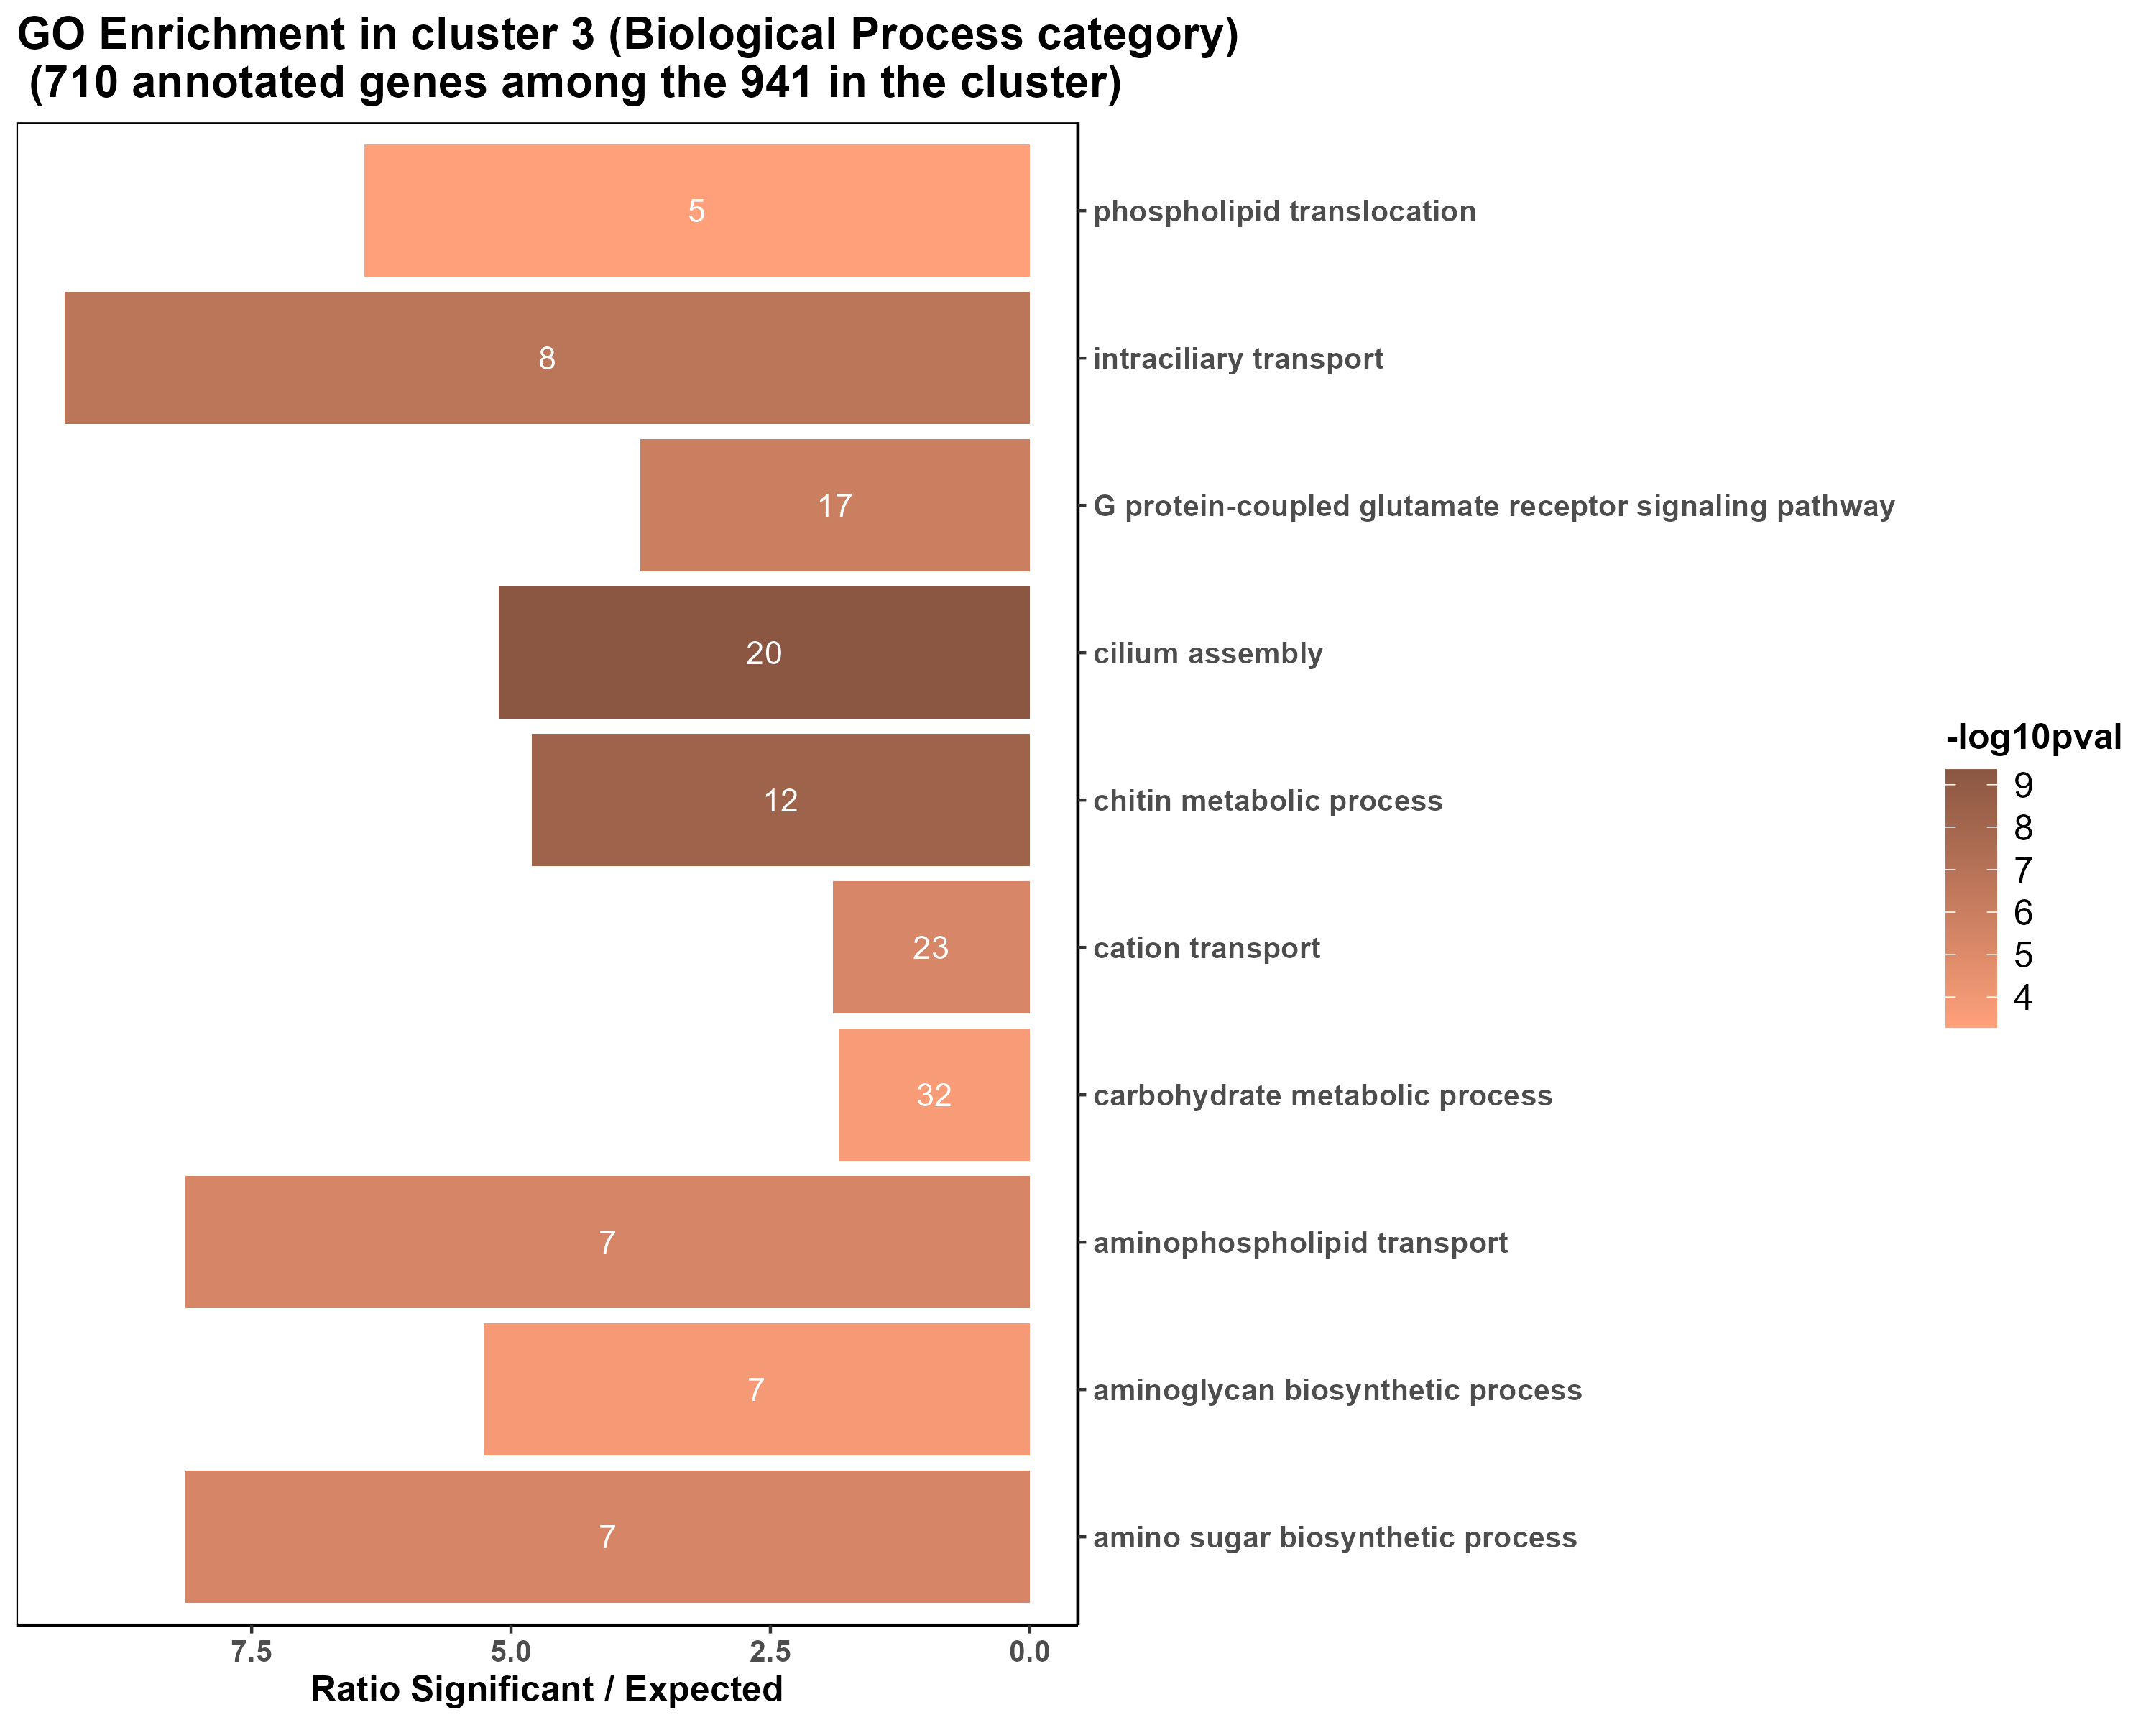 GO Enrichment in cluster 3 (Biological Process category)
(710 annotated genes among the 941 in the cluster)
5
phospholipid translocation
8
intraciliary transport
17
G protein-coupled glutamate receptor signaling pathway
20
cilium assembly
12
chitin metabolic process
23
cation transport
32
carbohydrate metabolic process
7
aminophospholipid transport
7
aminoglycan biosynthetic process
7
amino sugar biosynthetic process
7.5 5.0 2.5 0.0
Ratio Significant / Expected
-log10pval
9
8
7
6
5
4